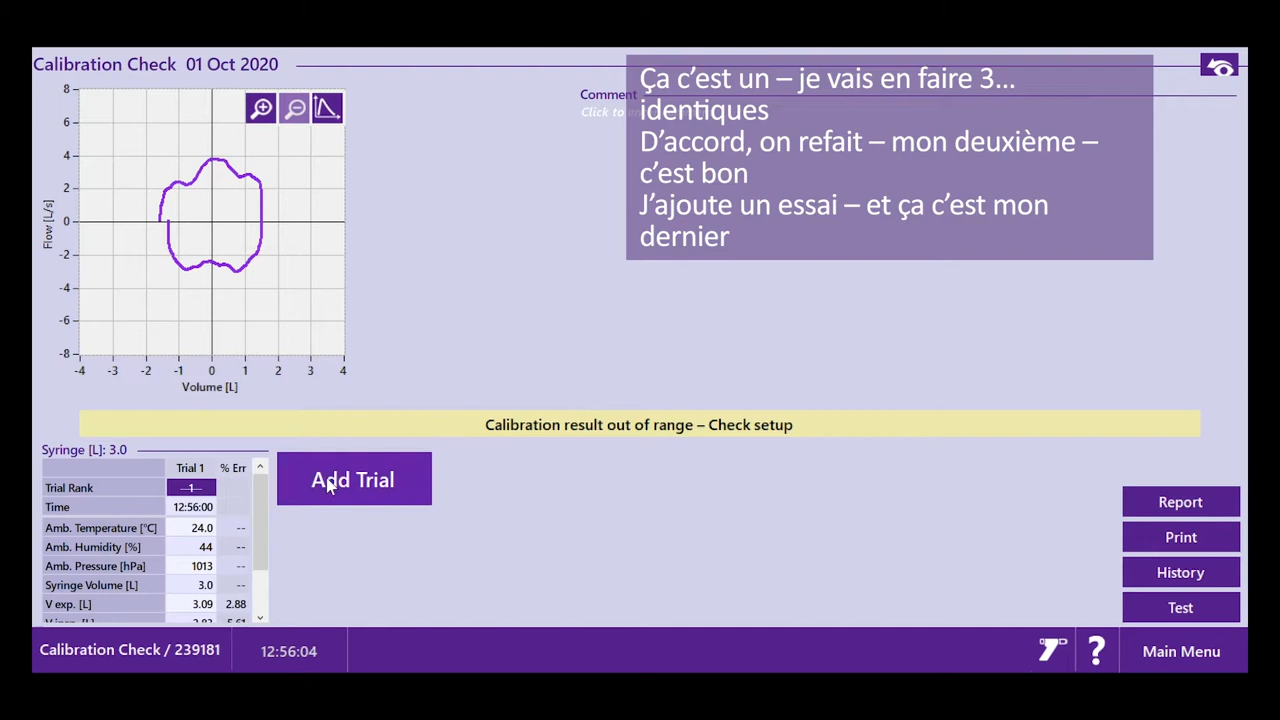 Calibration Check 01 Oct 2020
Ça c'est un – je vais en faire 3...
identiques
D'accord, on refait – mon deuxième –
c'est bon
J'ajoute un essai – et ça c'est mon
dernier
Comment
Click to
8
6
4
2
0
-2
-4
-6
-8
Flow [L/s]
-4 -3 -2 -1 0 1 2 3 4
Volume [L]
Calibration result out of range – Check setup
Syringe [L]: 3.0
Trial 1 % Err
Trial Rank 1
Time 12:56:00
Amb. Temperature [°C] 24.0 --
Amb. Humidity [%] 44 --
Amb. Pressure [hPa] 1013 --
Syringe Volume [L] 3.0 --
V exp. [L] 3.09 2.88
Add Trial
Report
Print
History
Test
Calibration Check / 239181
12:56:04
?
Main Menu